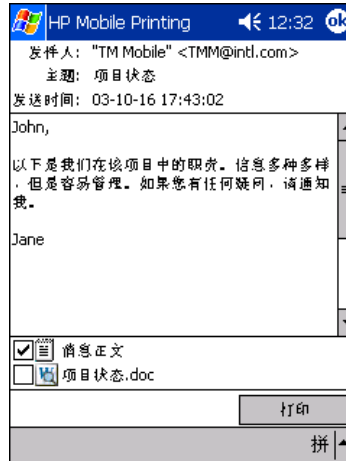 HP Mobile Printing 12:32 ok
发件人: "TM Mobile" <TMM@intl.com>
主题: 项目状态
发送时间: 03-10-16 17:43:02
John,
以下是我们在该项目中的职责。信息多种多样
，但是容易管理。如果您有任何疑问，请通知
我。
Jane
消息正文
项目状态.doc
打印
拼